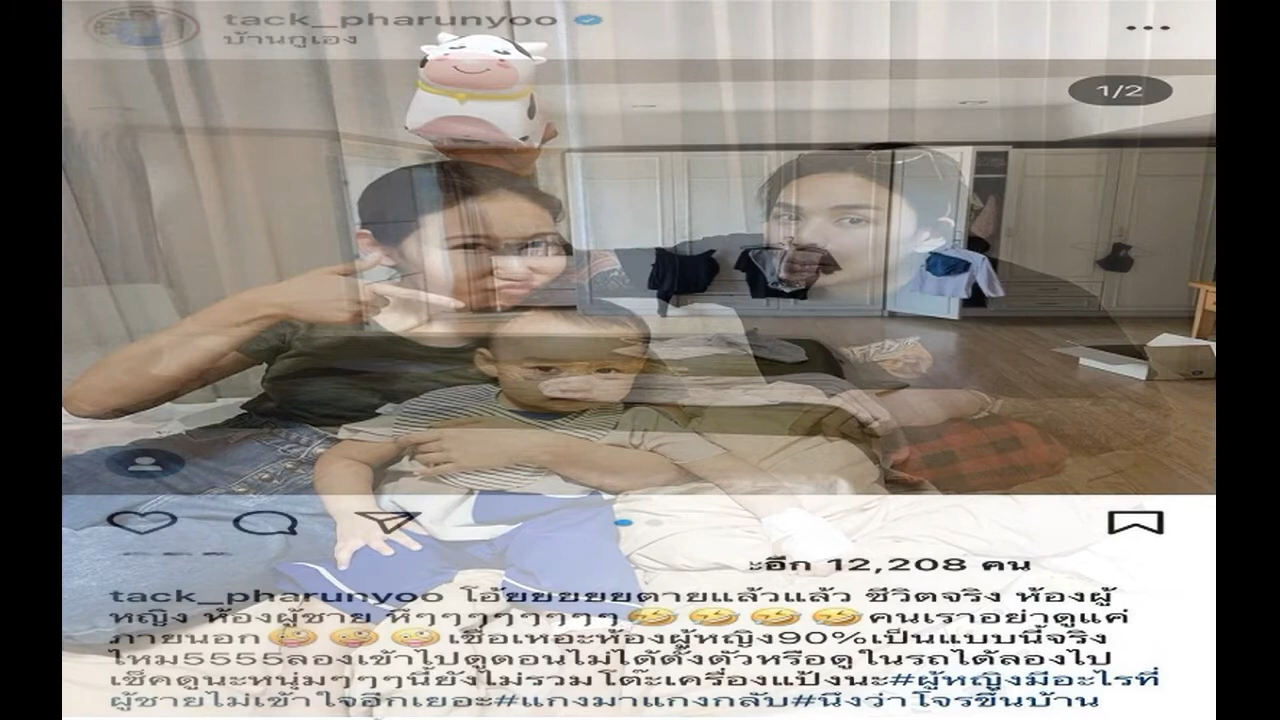 tack_pharunyoo
บ้านกูเอง
1/2
ะอีก 12,208 คน
tack_pharunyoo โอ้ยยยยยตายแล้วแล้ว ชีวิตจริง ห้องผู้
หญิง ห้องผู้ชาย หึๆๆๆๆๆๆๆๆ🤣🤣🤣🤣คนเราอย่าดูแค่
ภายนอก😜😜😜เชื่อเหอะห้องผู้หญิง90%เป็นแบบนี้จริง
ไหม5555ลองเข้าไปดูตอนไม่ได้ตั้งตัวหรือดูในรถได้ลองไป
เช็คดูนะหนุ่มๆๆๆนี้ยังไม่รวมโต๊ะเครื่องแป้งนะ#ผู้หญิงมีอะไรที่
ผู้ชายไม่เข้าใจอีกเยอะ#แกงมาแกงกลับ#นึงว่าโจรขึ้นบ้าน